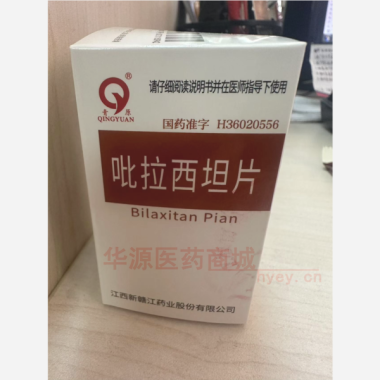 请仔细阅读说明书并在医师指导下使用
®
青原
QINGYUAN
国药准字 H36020556
吡拉西坦片
Bilaxitan Pian
华源医药商城
江西新赣江药业股份有限公司